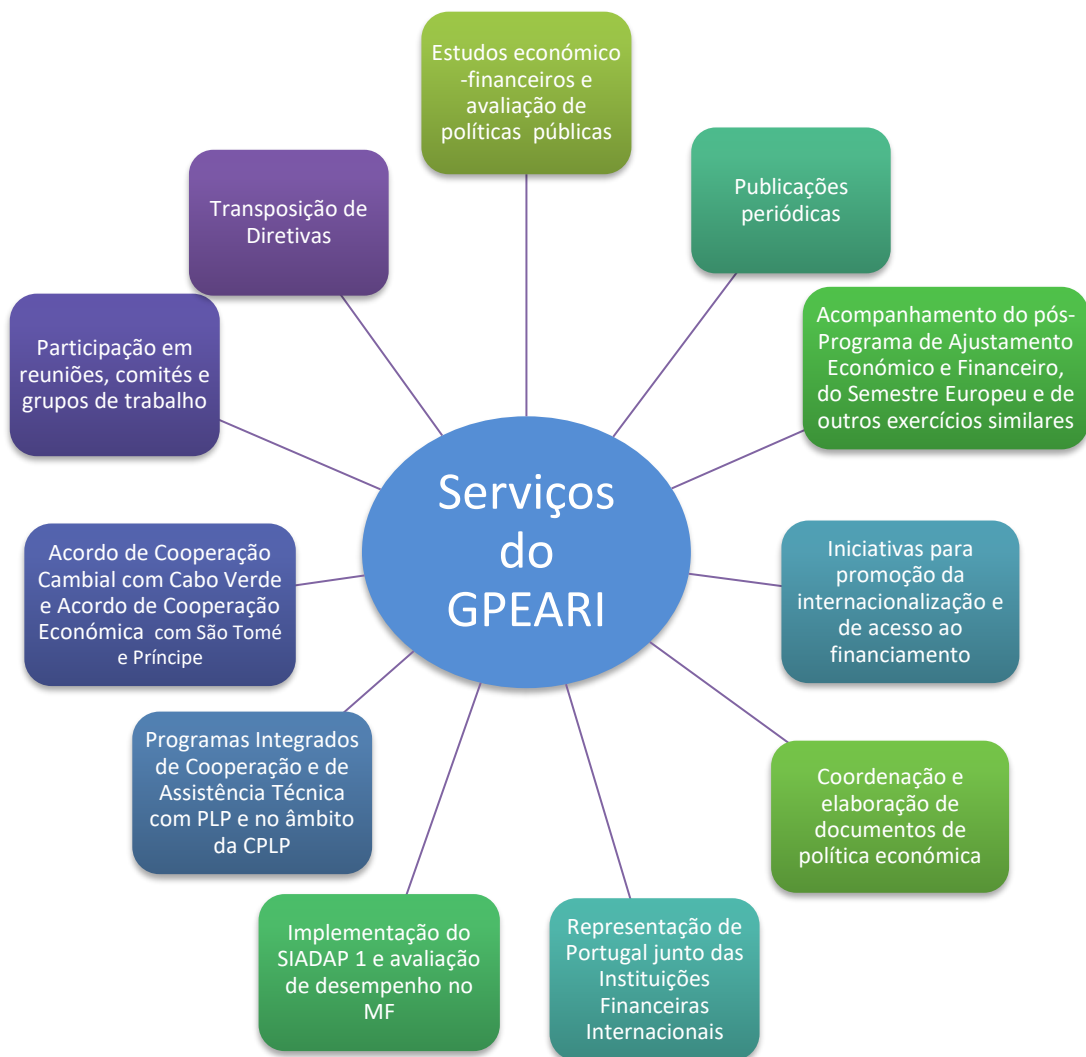 Estudos económico
-financeiros e
avaliação de
políticas públicas
Publicações
periódicas
Acompanhamento do pós-
Programa de Ajustamento
Económico e Financeiro,
do Semestre Europeu e de
outros exercícios similares
Iniciativas para
promoção da
internacionalização e
de acesso ao
financiamento
Coordenação e
elaboração de
documentos de
política económica
Representação de
Portugal junto das
Instituições
Financeiras
Internacionais
Implementação do
SIADAP 1 e avaliação
de desempenho no
MF
Programas Integrados
de Cooperação e de
Assistência Técnica
com PLP e no âmbito
da CPLP
Acordo de Cooperação
Cambial com Cabo Verde
e Acordo de Cooperação
Económica com São Tomé
e Príncipe
Participação em
reuniões, comités e
grupos de trabalho
Transposição de
Diretivas
Serviços
do
GPEARI